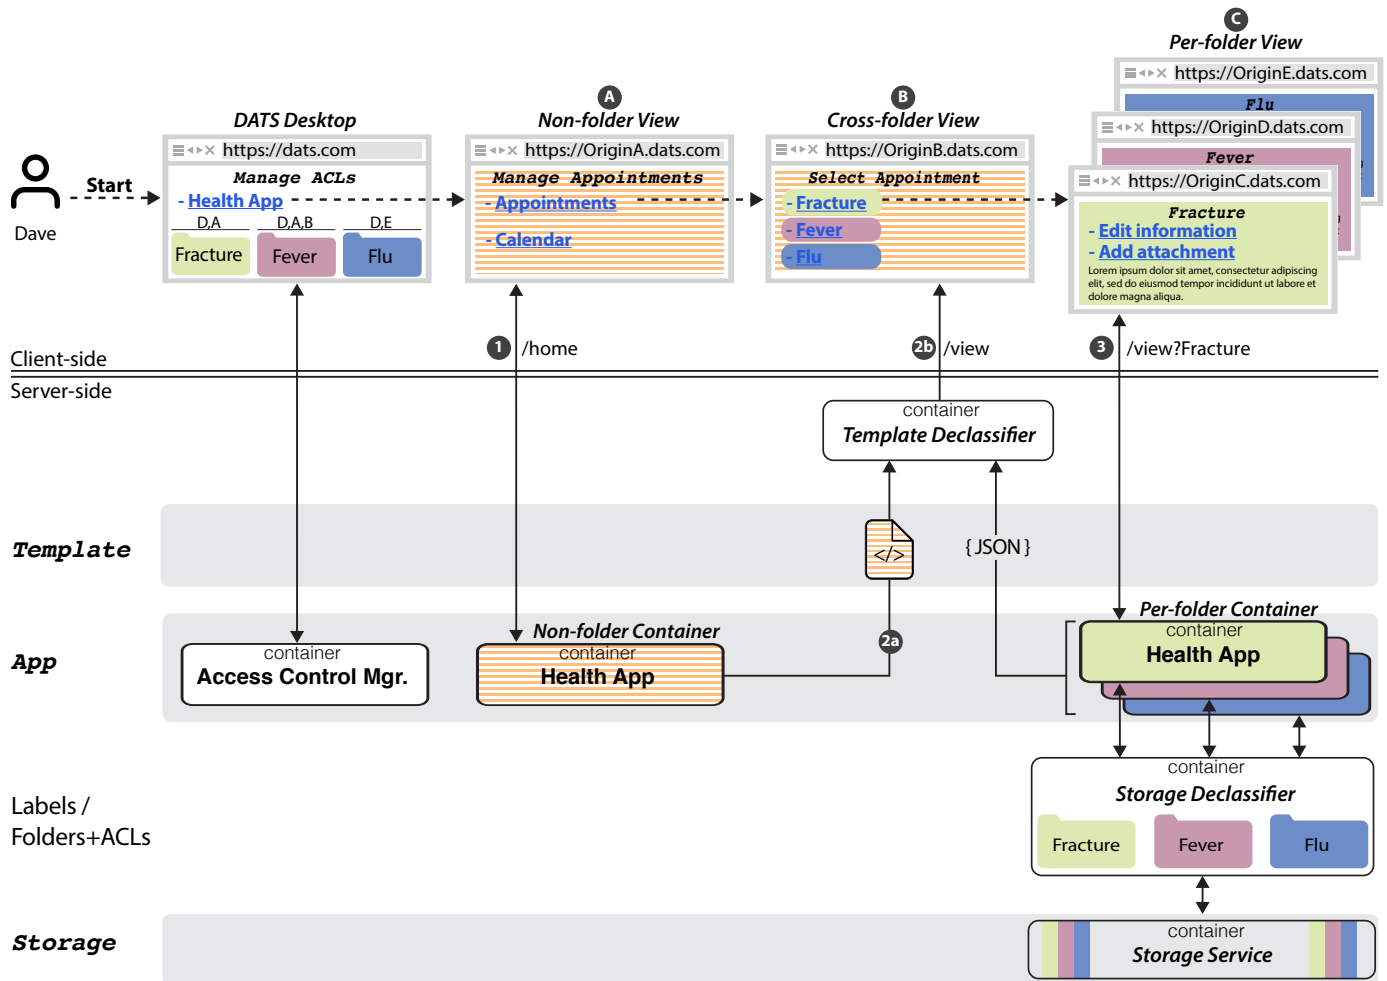 C
Per-folder View
https://OriginE.dats.com
Flu
A
B
DATS Desktop
Non-folder View
Cross-folder View
https://OriginD.dats.com
Fever
https://dats.com
https://OriginA.dats.com
https://OriginB.dats.com
https://OriginC.dats.com
Manage ACLs
Manage Appointments
Select Appointment
Start
- Health App
- Appointments
- Fracture
Fracture
- Edit information
- Add attachment
Dave
D,A
D,A,B
D,E
- Calendar
- Fever
- Flu
Fracture
Fever
Flu
Lorem ipsum dolor sit amet, consectetur adipiscing
elit, sed do eiusmod tempor incididunt ut labore et
dolore magna aliqua.
1
/home
2b
/view
3
/view?Fracture
Client-side
Server-side
container
Template Declassifier
Template
</>
{ JSON }
App
container
Access Control Mgr.
Non-folder Container
container
Health App
2a
Per-folder Container
container
Health App
Labels /
Folders+ACLs
container
Storage Declassifier
Fracture
Fever
Flu
Storage
container
Storage Service